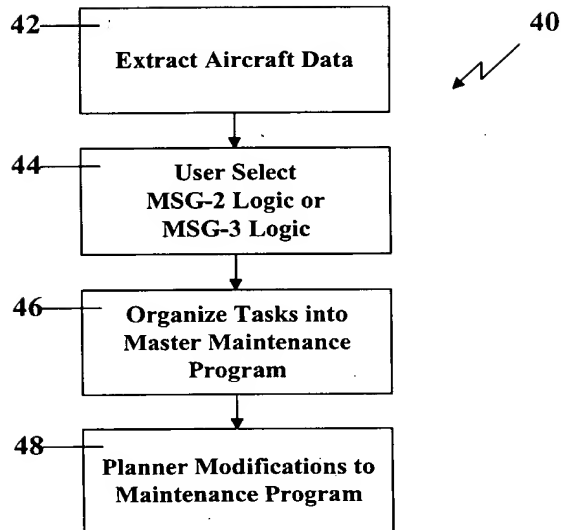 42
40
Extract Aircraft Data
44
User Select
MSG-2 Logic or
MSG-3 Logic
46
Organize Tasks into
Master Maintenance
Program
48
Planner Modifications to
Maintenance Program